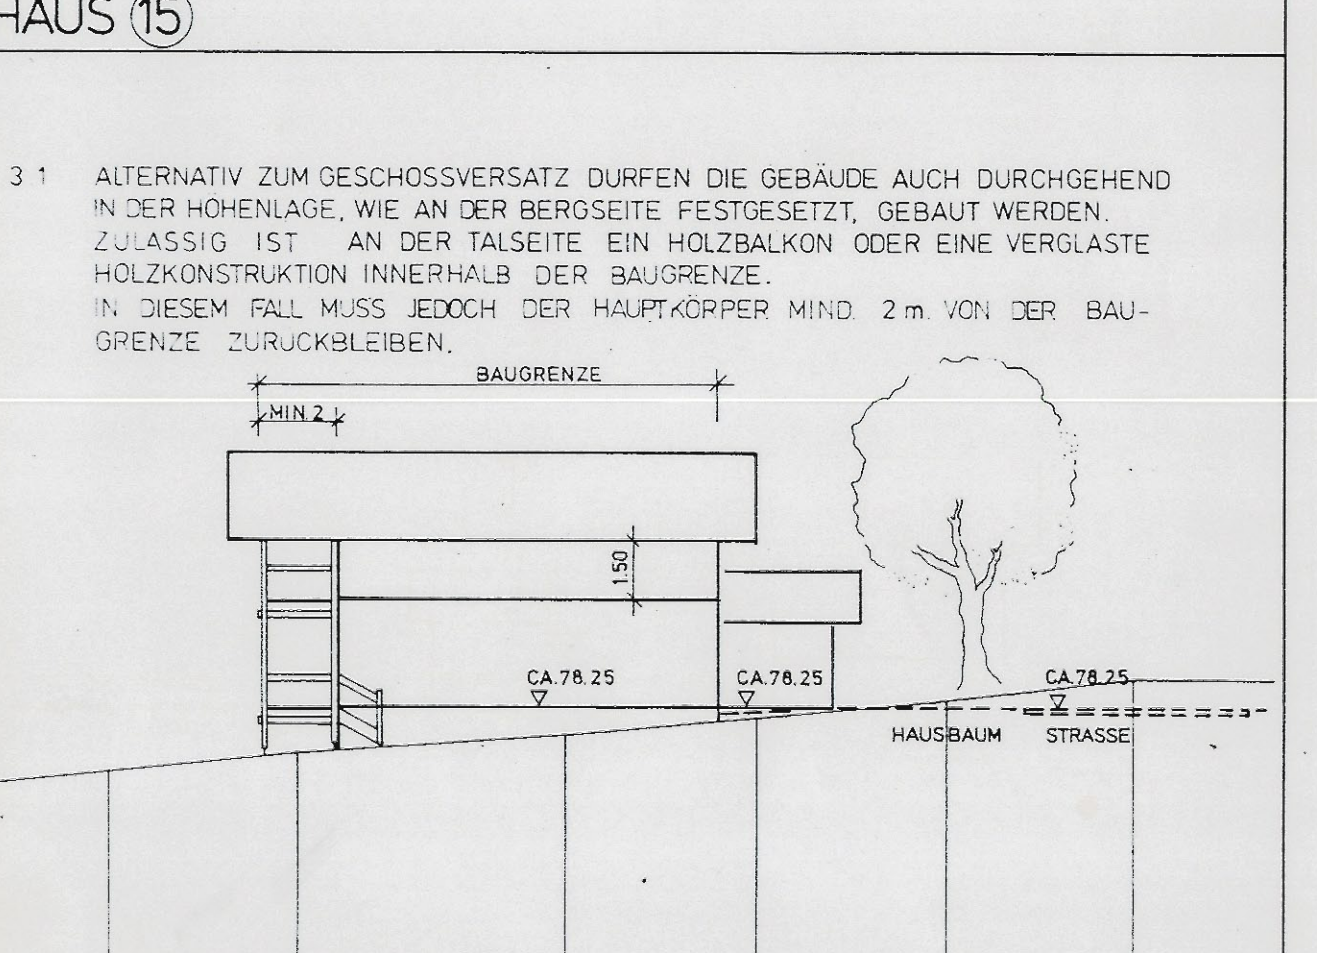 HAUS 15
3 1 ALTERNATIV ZUM GESCHOSSVERSATZ DURFEN DIE GEBÄUDE AUCH DURCHGEHEND
IN DER HOHENLAGE, WIE AN DER BERGSEITE FESTGESETZT, GEBAUT WERDEN.
ZULASSIG IST AN DER TALSEITE EIN HOLZBALKON ODER EINE VERGLASTE
HOLZKONSTRUKTION INNERHALB DER BAUGRENZE.
IN DIESEM FALL MUSS JEDOCH DER HAUPTKÖRPER MIND. 2 m. VON DER BAU-
GRENZE ZURUCKBLEIBEN.
BAUGRENZE
MIN. 2
1.50
CA. 78.25
CA. 78.25
CA. 78.25
HAUSBAUM
STRASSE